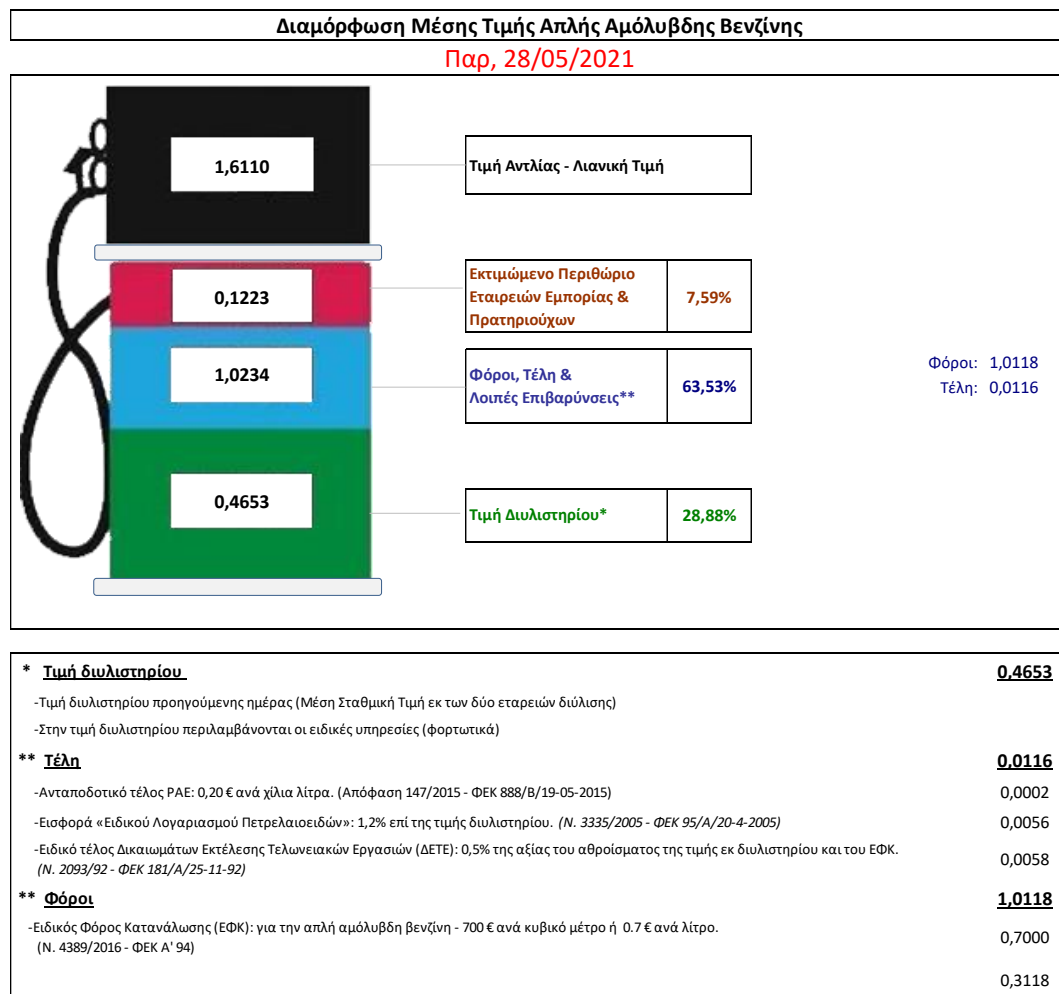 Διαμόρφωση Μέσης Τιμής Απλής Αμόλυβδης Βενζίνης
Παρ, 28/05/2021
1,6110
Τιμή Αντλίας - Λιανική Τιμή
0,1223
Εκτιμώμενο Περιθώριο
Εταιρειών Εμπορίας &
Πρατηριούχων
7,59%
1,0234
Φόροι, Τέλη &
Λοιπές Επιβαρύνσεις**
63,53%
Φόροι: 1,0118
Τέλη: 0,0116
0,4653
Τιμή Διυλιστηρίου*
28,88%
* Τιμή διυλιστηρίου 0,4653
-Τιμή διυλιστηρίου προηγούμενης ημέρας (Μέση Σταθμική Τιμή εκ των δύο εταρειών διύλισης)
-Στην τιμή διυλιστηρίου περιλαμβάνονται οι ειδικές υπηρεσίες (φορτωτικά)
** Τέλη 0,0116
-Ανταποδοτικό τέλος ΡΑΕ: 0,20 € ανά χίλια λίτρα. (Απόφαση 147/2015 - ΦΕΚ 888/Β/19-05-2015) 0,0002
-Εισφορά «Ειδικού Λογαριασμού Πετρελαιοειδών»: 1,2% επί της τιμής διυλιστηρίου. (Ν. 3335/2005 - ΦΕΚ 95/Α/20-4-2005) 0,0056
-Ειδικό τέλος Δικαιωμάτων Εκτέλεσης Τελωνειακών Εργασιών (ΔΕΤΕ): 0,5% της αξίας του αθροίσματος της τιμής εκ διυλιστηρίου και του ΕΦΚ.
(Ν. 2093/92 - ΦΕΚ 181/Α/25-11-92) 0,0058
** Φόροι 1,0118
-Ειδικός Φόρος Κατανάλωσης (ΕΦΚ): για την απλή αμόλυβδη βενζίνη - 700 € ανά κυβικό μέτρο ή 0.7 € ανά λίτρο.
(Ν. 4389/2016 - ΦΕΚ Α' 94) 0,7000
0,3118